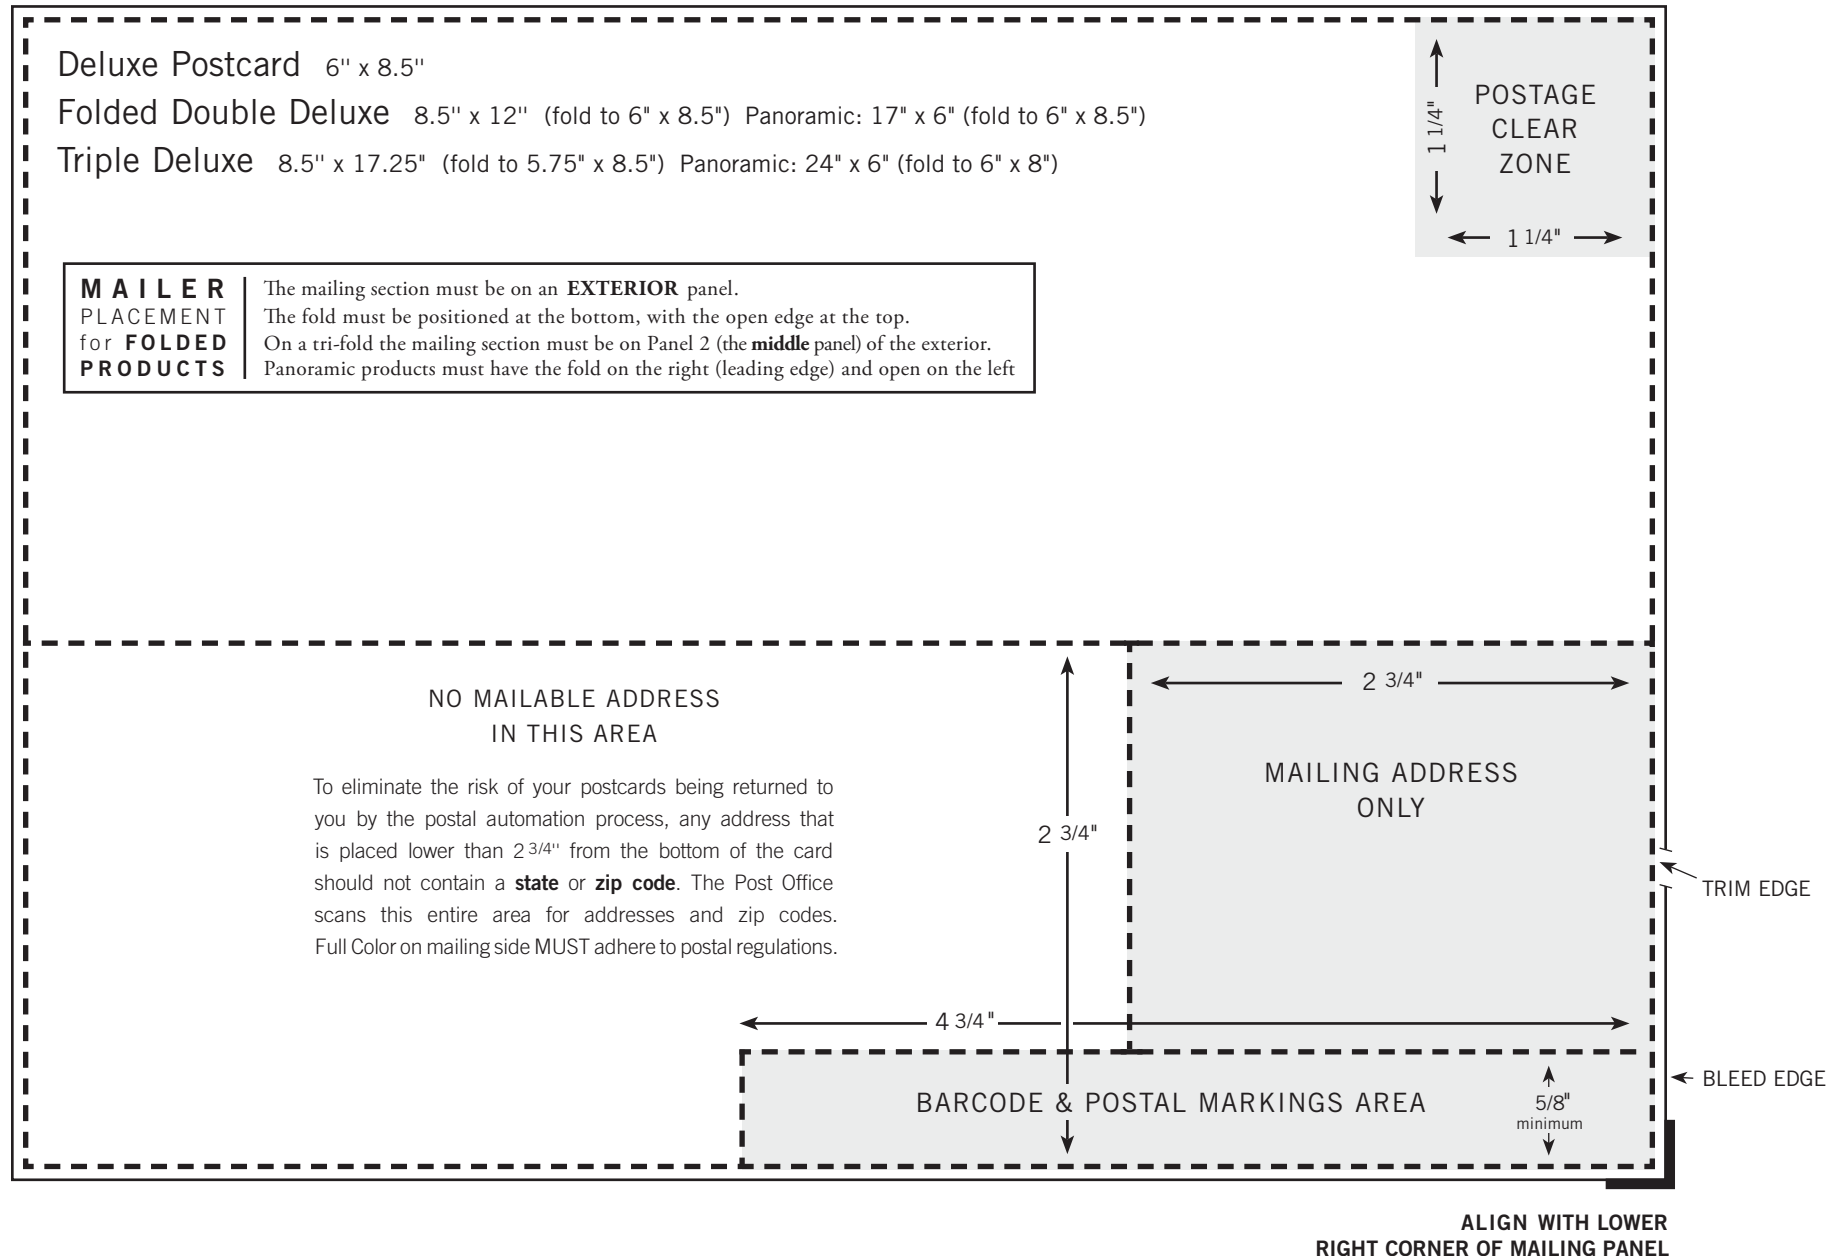 Deluxe Postcard 6" x 8.5"
Folded Double Deluxe 8.5" x 12" (fold to 6" x 8.5") Panoramic: 17" x 6" (fold to 6" x 8.5")
Triple Deluxe 8.5" x 17.25" (fold to 5.75" x 8.5") Panoramic: 24" x 6" (fold to 6" x 8")
POSTAGE
CLEAR
ZONE
1 1/4"
1 1/4"
MAILER
PLACEMENT
for FOLDED
PRODUCTS
The mailing section must be on an EXTERIOR panel.
The fold must be positioned at the bottom, with the open edge at the top.
On a tri-fold the mailing section must be on Panel 2 (the middle panel) of the exterior.
Panoramic products must have the fold on the right (leading edge) and open on the left
NO MAILABLE ADDRESS
IN THIS AREA
To eliminate the risk of your postcards being returned to
you by the postal automation process, any address that
is placed lower than 2 3/4" from the bottom of the card
should not contain a state or zip code. The Post Office
scans this entire area for addresses and zip codes.
Full Color on mailing side MUST adhere to postal regulations.
2 3/4"
2 3/4"
MAILING ADDRESS
ONLY
TRIM EDGE
4 3/4"
BARCODE & POSTAL MARKINGS AREA
5/8"
minimum
BLEED EDGE
ALIGN WITH LOWER
RIGHT CORNER OF MAILING PANEL